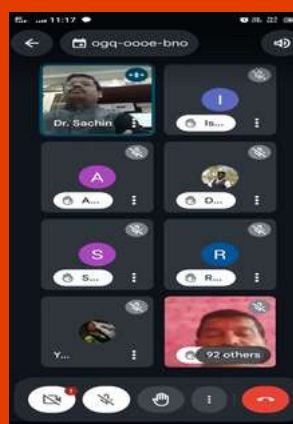 11:17
ogq-oooe-bno
Dr. Sachin
I
Is...
A
A...
D...
S
S...
R
R...
Y...
92 others